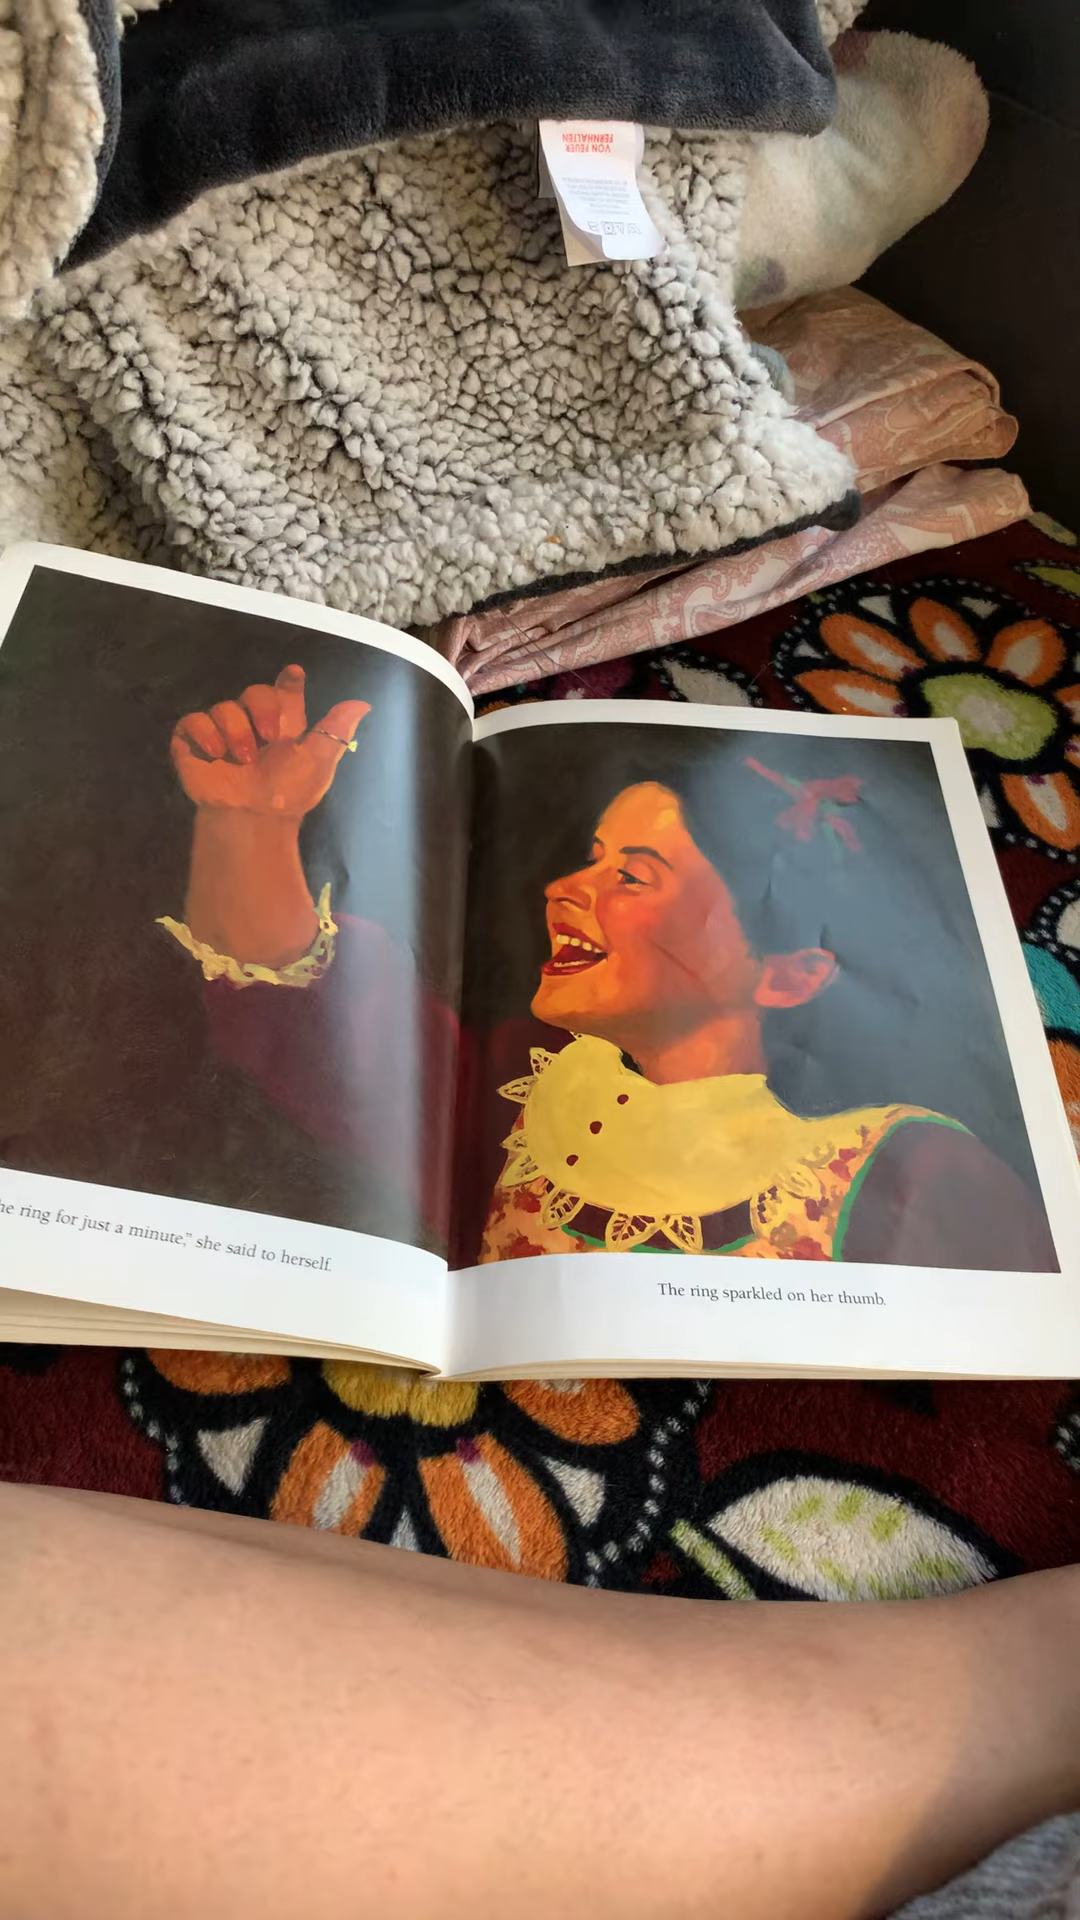 VON FEUER
FERNHALTEN
he ring for just a minute,” she said to herself.
The ring sparkled on her thumb.